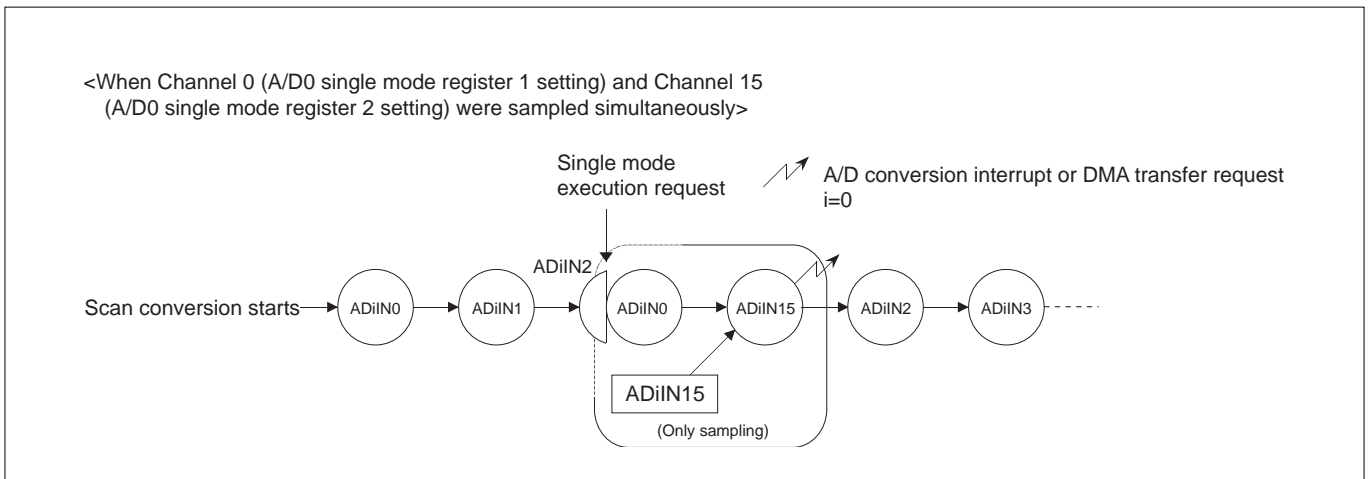 <When Channel 0 (A/D0 single mode register 1 setting) and Channel 15
(A/D0 single mode register 2 setting) were sampled simultaneously>
Single mode
execution request
A/D conversion interrupt or DMA transfer request
i=0
ADiIN2
Scan conversion starts
ADiIN0
ADiIN1
ADiIN0
ADiIN15
ADiIN2
ADiIN3
ADiIN15
(Only sampling)